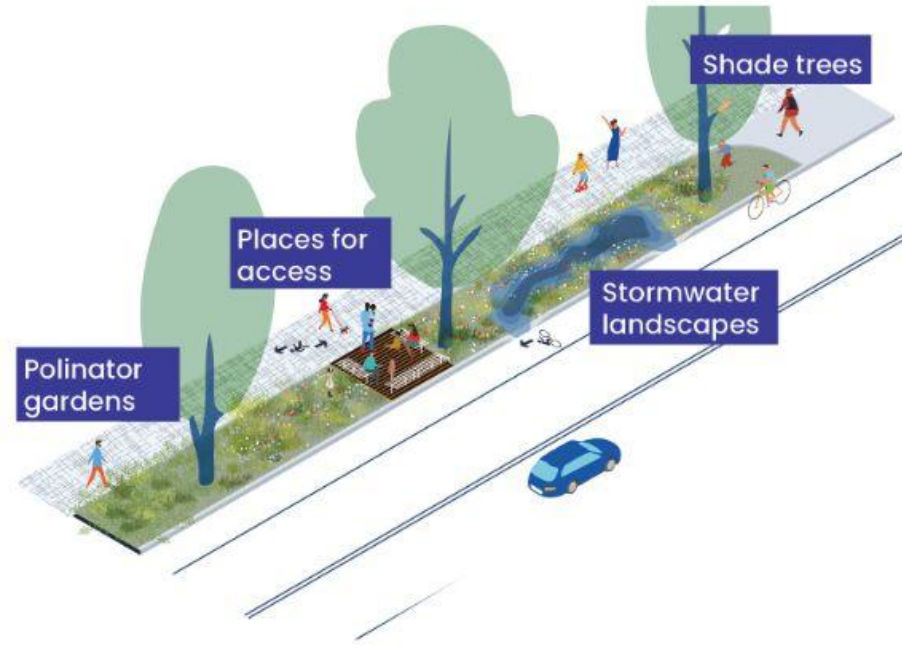 Shade trees
Places for
access
Stormwater
landscapes
Polinator
gardens